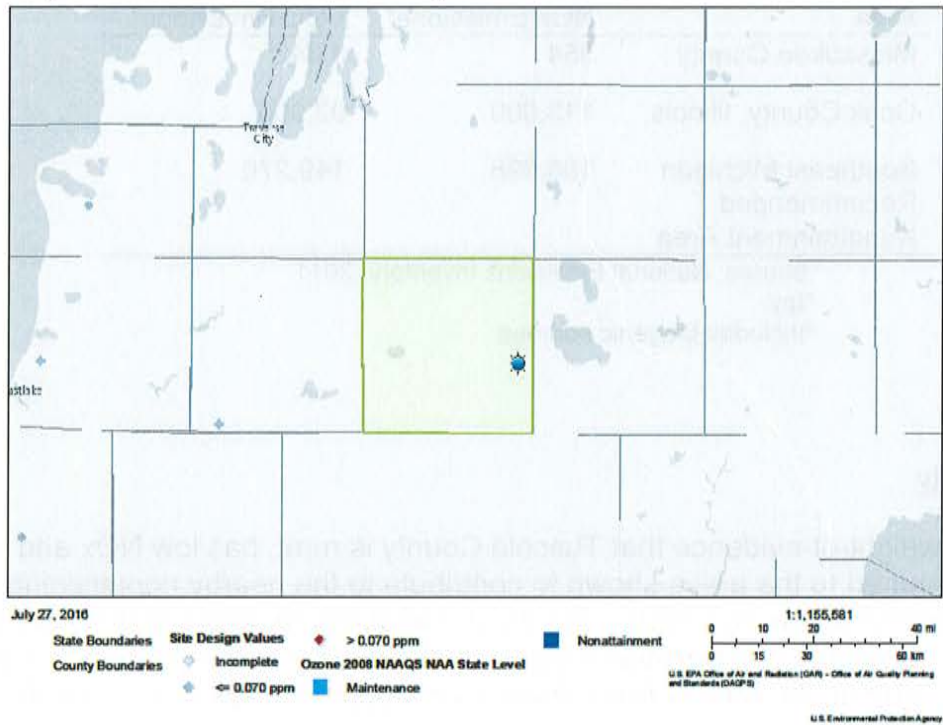 Traverse
City
July 27, 2016
1:1,155,581
State Boundaries
County Boundaries
Site Design Values
Incomplete
<= 0.070 ppm
> 0.070 ppm
Ozone 2008 NAAQS NAA State Level
Maintenance
Nonattainment
0 10 20 40 mi
0 15 30 60 km
U.S. EPA Office of Air and Radiation (OAR) - Office of Air Quality Planning
and Standards (OAQPS)
U.S. Environmental Protection Agency